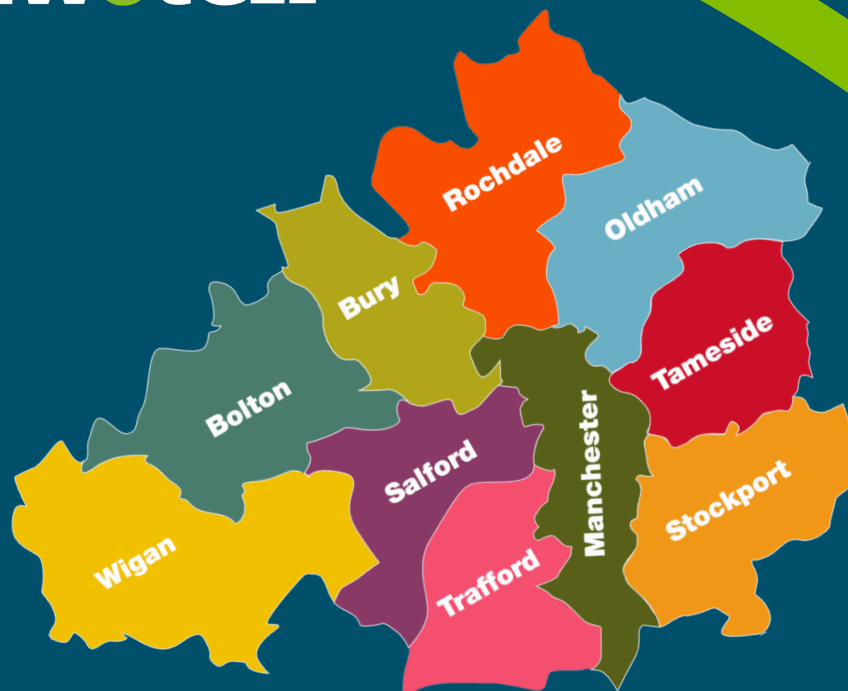 Rochdale
Oldham
Bury
Tameside
Bolton
Manchester
Salford
Stockport
Wigan
Trafford